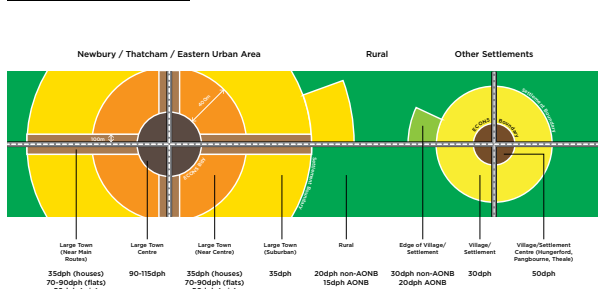 Newbury / Thatcham / Eastern Urban Area
Rural
Other Settlements
400m
100m
Settlement Boundary
Settlement Boundary
ECONS Boundary
Large Town
(Near Main
Routes)
Large Town
Centre
Large Town
(Near Centre)
Large Town
(Suburban)
Rural
Edge of Village/
Settlement
Village/
Settlement
Village/Settlement
Centre (Hungerford,
Pangbourne, Theale)
35dph (houses)
70-90dph (flats)
90-115dph
35dph (houses)
70-90dph (flats)
35dph
20dph non-AONB
15dph AONB
30dph non-AONB
20dph AONB
30dph
50dph